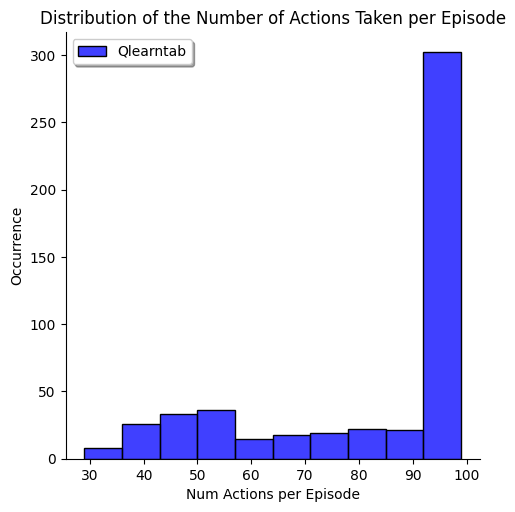 Distribution of the Number of Actions Taken per Episode
Qlearntab
300
250
200
150
100
50
0
Occurrence
30 40 50 60 70 80 90 100
Num Actions per Episode